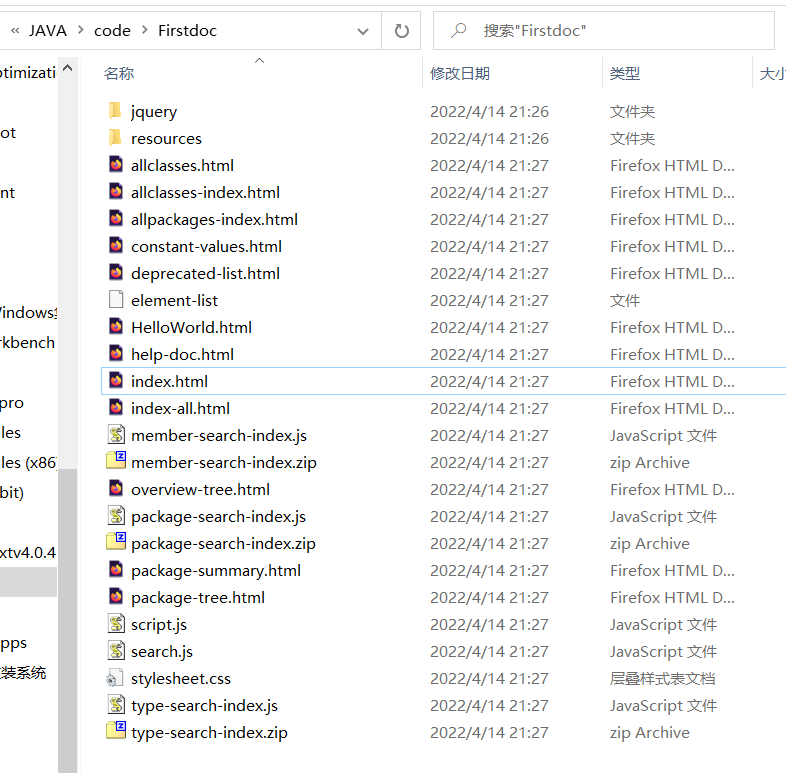 « JAVA > code > Firstdoc
搜索"Firstdoc"
名称 修改日期 类型 大小
jquery 2022/4/14 21:26 文件夹
resources 2022/4/14 21:26 文件夹
allclasses.html 2022/4/14 21:27 Firefox HTML D...
allclasses-index.html 2022/4/14 21:27 Firefox HTML D...
allpackages-index.html 2022/4/14 21:27 Firefox HTML D...
constant-values.html 2022/4/14 21:27 Firefox HTML D...
deprecated-list.html 2022/4/14 21:27 Firefox HTML D...
element-list 2022/4/14 21:27 文件
HelloWorld.html 2022/4/14 21:27 Firefox HTML D...
help-doc.html 2022/4/14 21:27 Firefox HTML D...
index.html 2022/4/14 21:27 Firefox HTML D...
index-all.html 2022/4/14 21:27 Firefox HTML D...
member-search-index.js 2022/4/14 21:27 JavaScript 文件
member-search-index.zip 2022/4/14 21:27 zip Archive
overview-tree.html 2022/4/14 21:27 Firefox HTML D...
package-search-index.js 2022/4/14 21:27 JavaScript 文件
package-search-index.zip 2022/4/14 21:27 zip Archive
package-summary.html 2022/4/14 21:27 Firefox HTML D...
package-tree.html 2022/4/14 21:27 Firefox HTML D...
script.js 2022/4/14 21:27 JavaScript 文件
search.js 2022/4/14 21:27 JavaScript 文件
stylesheet.css 2022/4/14 21:27 层叠样式表文档
type-search-index.js 2022/4/14 21:27 JavaScript 文件
type-search-index.zip 2022/4/14 21:27 zip Archive
ot
nt
rkbench
pro
les
les (x86)
bit)
xtv4.0.4
pps
装系统